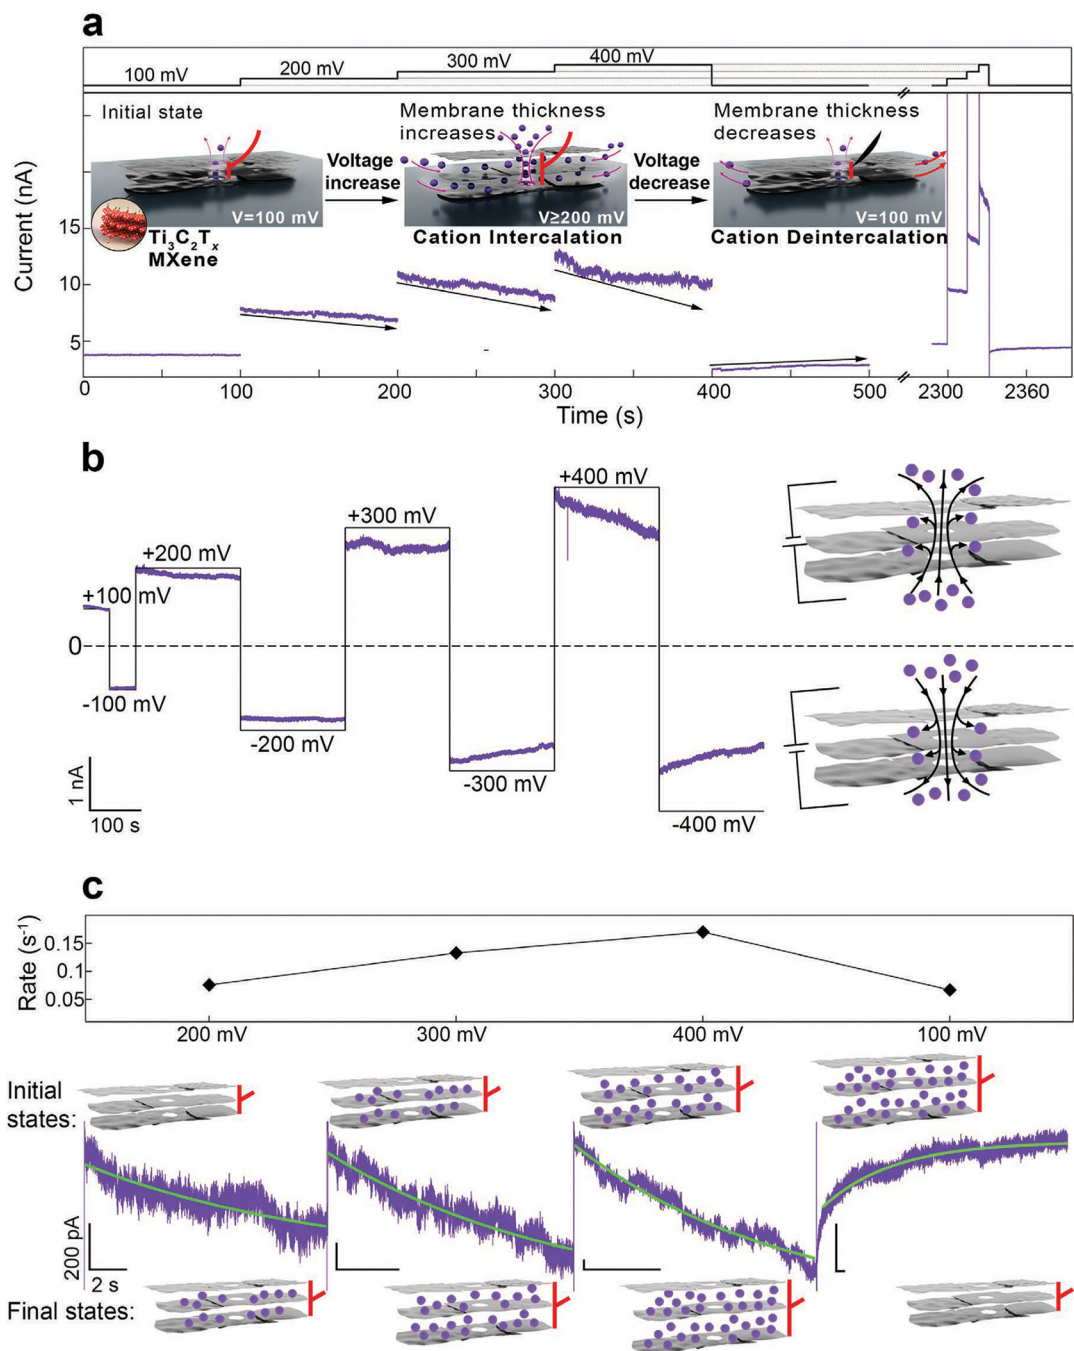 a
100 mV
200 mV
300 mV
400 mV
Initial state
Membrane thickness
increases
Membrane thickness
decreases
Voltage
increase
Voltage
decrease
V=100 mV
V≥200 mV
V=100 mV
Ti₃C₂Tₓ
MXene
Cation Intercalation
Cation Deintercalation
Current (nA)
15
10
5
0
100
200
300
400
500
2300
2360
Time (s)
b
+100 mV
+200 mV
+300 mV
+400 mV
0
-100 mV
-200 mV
-300 mV
-400 mV
1 nA
100 s
c
Rate (s⁻¹)
0.15
0.1
0.05
200 mV
300 mV
400 mV
100 mV
Initial
states:
200 pA
2 s
Final states: